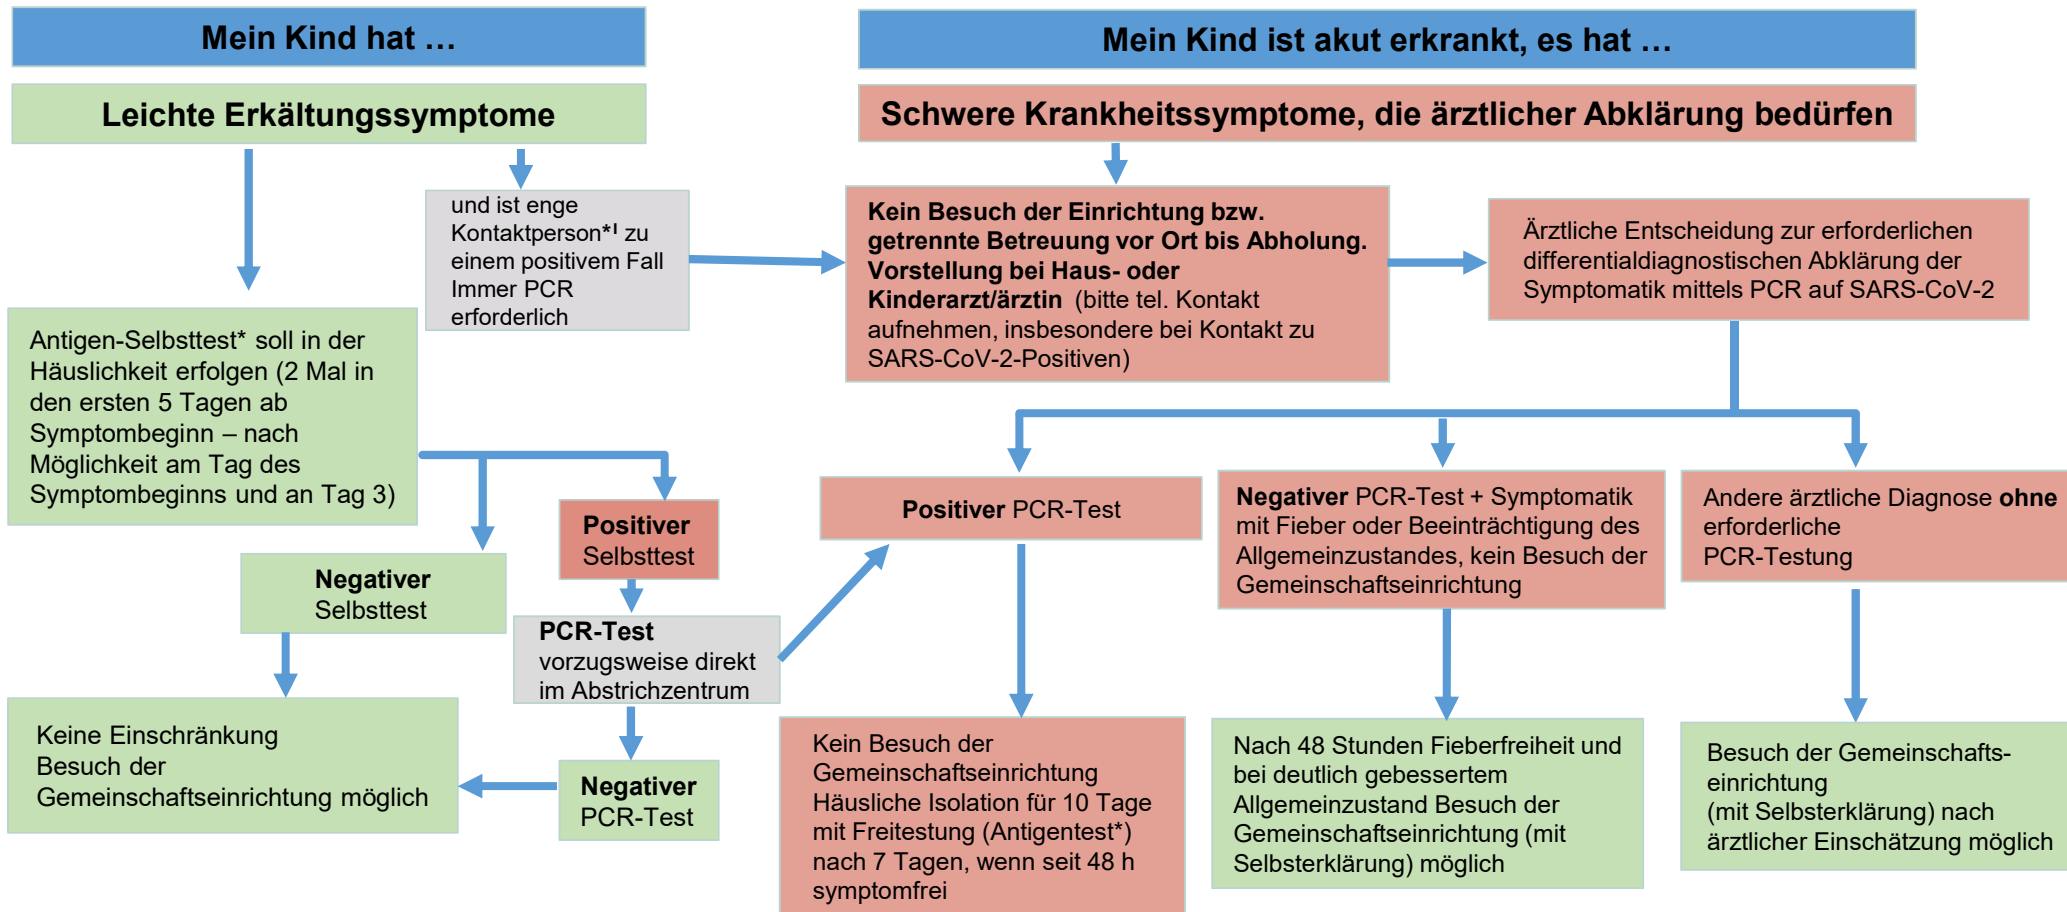 Mein Kind hat …
Mein Kind ist akut erkrankt, es hat …
Leichte Erkältungssymptome
Schwere Krankheitssymptome, die ärztlicher Abklärung bedürfen
und ist enge
Kontaktperson*ᴵ zu
einem positivem Fall
Immer PCR
erforderlich
Kein Besuch der Einrichtung bzw.
getrennte Betreuung vor Ort bis Abholung.
Vorstellung bei Haus- oder
Kinderarzt/ärztin (bitte tel. Kontakt
aufnehmen, insbesondere bei Kontakt zu
SARS-CoV-2-Positiven)
Ärztliche Entscheidung zur erforderlichen
differentialdiagnostischen Abklärung der
Symptomatik mittels PCR auf SARS-CoV-2
Antigen-Selbsttest* soll in der
Häuslichkeit erfolgen (2 Mal in
den ersten 5 Tagen ab
Symptombeginn – nach
Möglichkeit am Tag des
Symptombeginns und an Tag 3)
Positiver
Selbsttest
Negativer
Selbsttest
PCR-Test
vorzugsweise direkt
im Abstrichzentrum
Negativer
PCR-Test
Keine Einschränkung
Besuch der
Gemeinschaftseinrichtung möglich
Positiver PCR-Test
Negativer PCR-Test + Symptomatik
mit Fieber oder Beeinträchtigung des
Allgemeinzustandes, kein Besuch der
Gemeinschaftseinrichtung
Andere ärztliche Diagnose ohne
erforderliche
PCR-Testung
Kein Besuch der
Gemeinschaftseinrichtung
Häusliche Isolation für 10 Tage
mit Freitestung (Antigentest*)
nach 7 Tagen, wenn seit 48 h
symptomfrei
Nach 48 Stunden Fieberfreiheit und
bei deutlich gebessertem
Allgemeinzustand Besuch der
Gemeinschaftseinrichtung (mit
Selbsterklärung) möglich
Besuch der Gemeinschafts-
einrichtung
(mit Selbsterklärung) nach
ärztlicher Einschätzung möglich